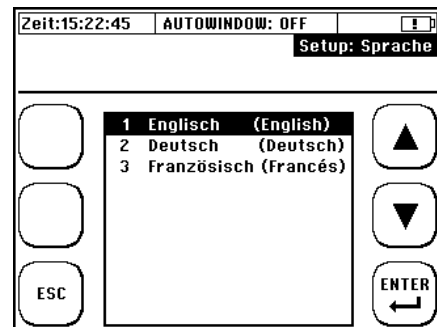 Zeit:15:22:45 AUTOWINDOW: OFF !
Setup: Sprache
1 Englisch (English)
2 Deutsch (Deutsch)
3 Französisch (Francés)
ESC
ENTER